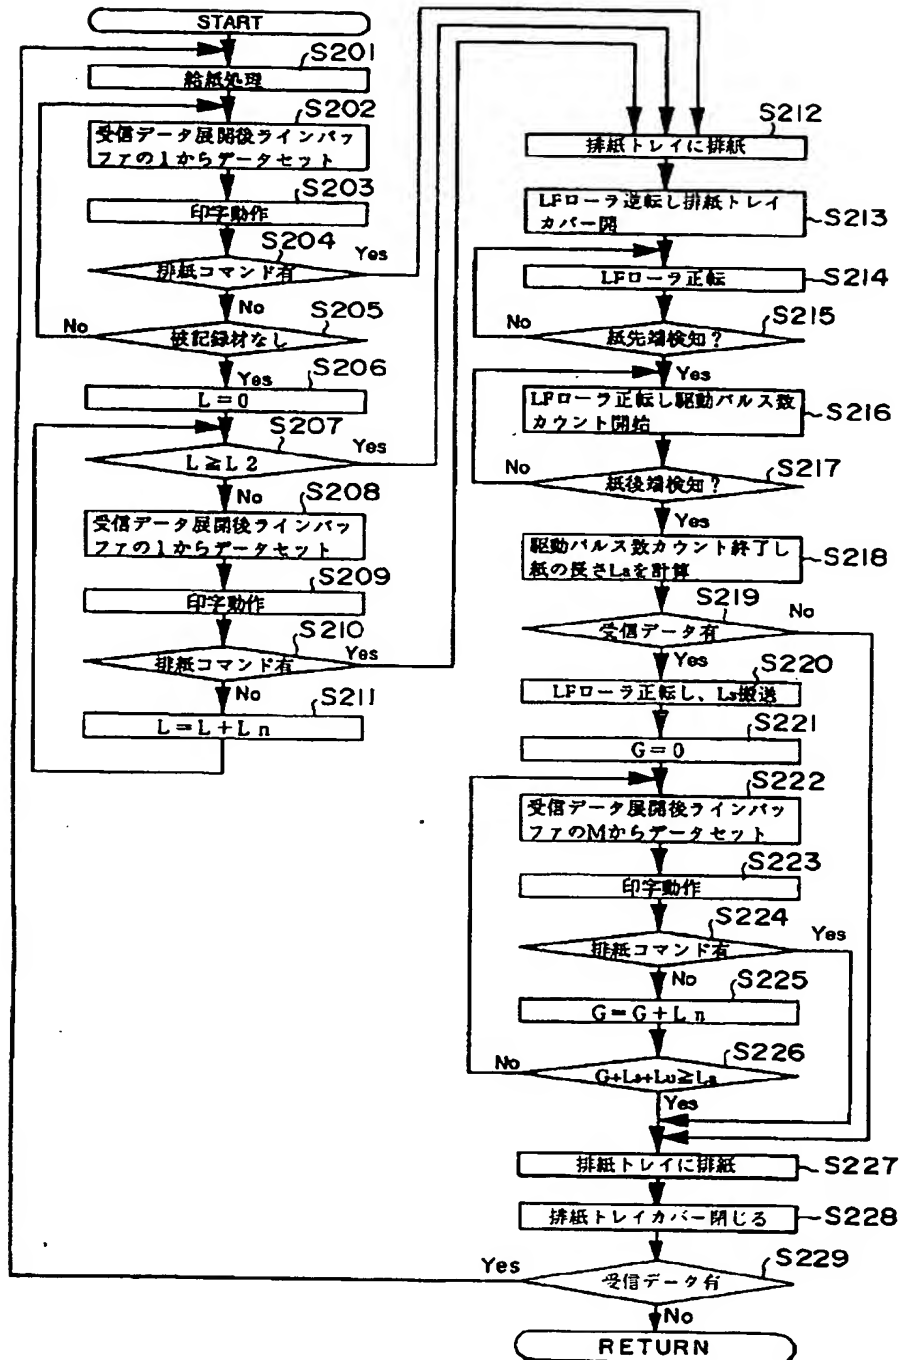 START
S201
給紙処理
S202
受信データ展開後ラインバッ
ファの1からデータセット
S203
印字動作
S204
排紙コマンド有
Yes
No
S205
被記録材なし
No
Yes
S206
L=0
S207
L≧L2
Yes
No
S208
受信データ展開後ラインバッ
ファの1からデータセット
S209
印字動作
S210
排紙コマンド有
Yes
No
S211
L=L+Ln
S212
排紙トレイに排紙
LFローラ逆転し排紙トレイ
カバー開
S213
LFローラ正転
S214
S215
紙先端検知?
No
Yes
LFローラ正転し駆動パルス数
カウント開始
S216
S217
紙後端検知?
No
Yes
駆動パルス数カウント終了し
紙の長さLaを計算
S218
S219
受信データ有
No
Yes
S220
LFローラ正転し、Ls搬送
S221
G=0
S222
受信データ展開後ラインバッ
ファのMからデータセット
S223
印字動作
S224
排紙コマンド有
Yes
No
S225
G=G+Ln
S226
G+Ls+Lu≧La
No
Yes
排紙トレイに排紙
S227
排紙トレイカバー閉じる
S228
S229
受信データ有
Yes
No
RETURN